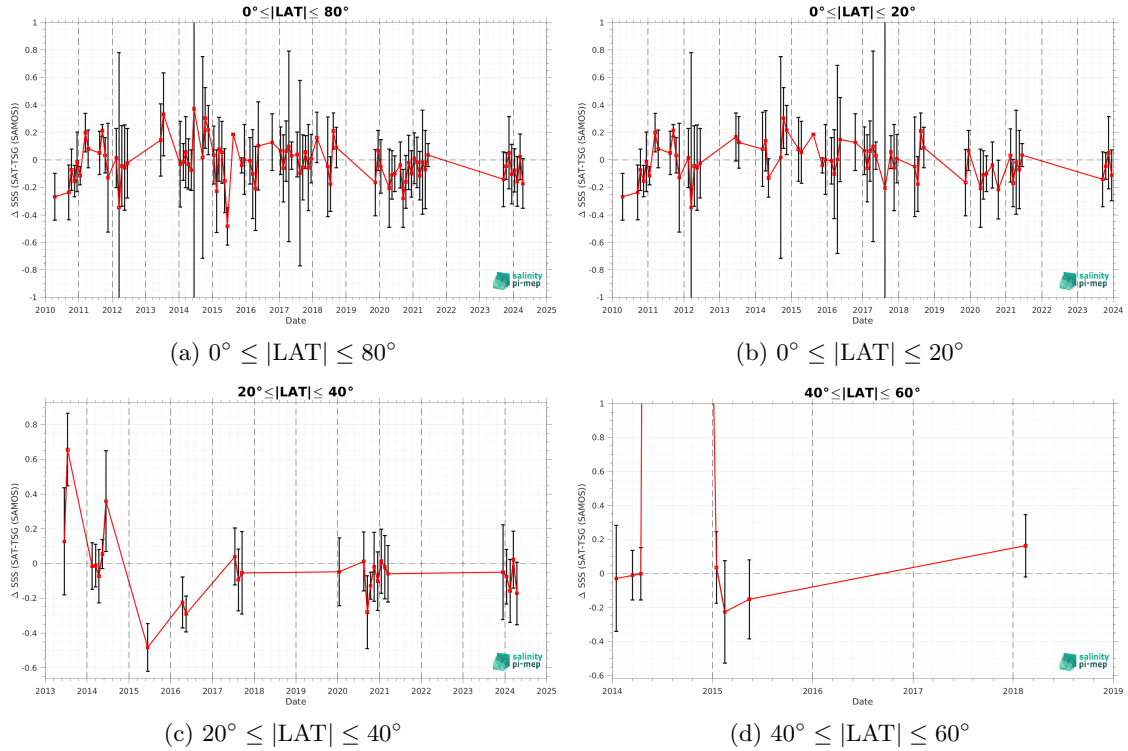 0°≤|LAT|≤ 80°
Δ SSS (SAT-TSG (SAMOS))
1
0.8
0.6
0.4
0.2
0
-0.2
-0.4
-0.6
-0.8
-1
2010 2011 2012 2013 2014 2015 2016 2017 2018 2019 2020 2021 2022 2023 2024 2025
Date
salinity
pi-mep
(a) 0° ≤ |LAT| ≤ 80°
0°≤|LAT|≤ 20°
Δ SSS (SAT-TSG (SAMOS))
1
0.8
0.6
0.4
0.2
0
-0.2
-0.4
-0.6
-0.8
-1
2010 2011 2012 2013 2014 2015 2016 2017 2018 2019 2020 2021 2022 2023 2024
Date
salinity
pi-mep
(b) 0° ≤ |LAT| ≤ 20°
20°≤|LAT|≤ 40°
Δ SSS (SAT-TSG (SAMOS))
0.8
0.6
0.4
0.2
0
-0.2
-0.4
-0.6
2013 2014 2015 2016 2017 2018 2019 2020 2021 2022 2023 2024 2025
Date
salinity
pi-mep
(c) 20° ≤ |LAT| ≤ 40°
40°≤|LAT|≤ 60°
Δ SSS (SAT-TSG (SAMOS))
1
0.8
0.6
0.4
0.2
0
-0.2
-0.4
-0.6
2014 2015 2016 2017 2018 2019
Date
salinity
pi-mep
(d) 40° ≤ |LAT| ≤ 60°